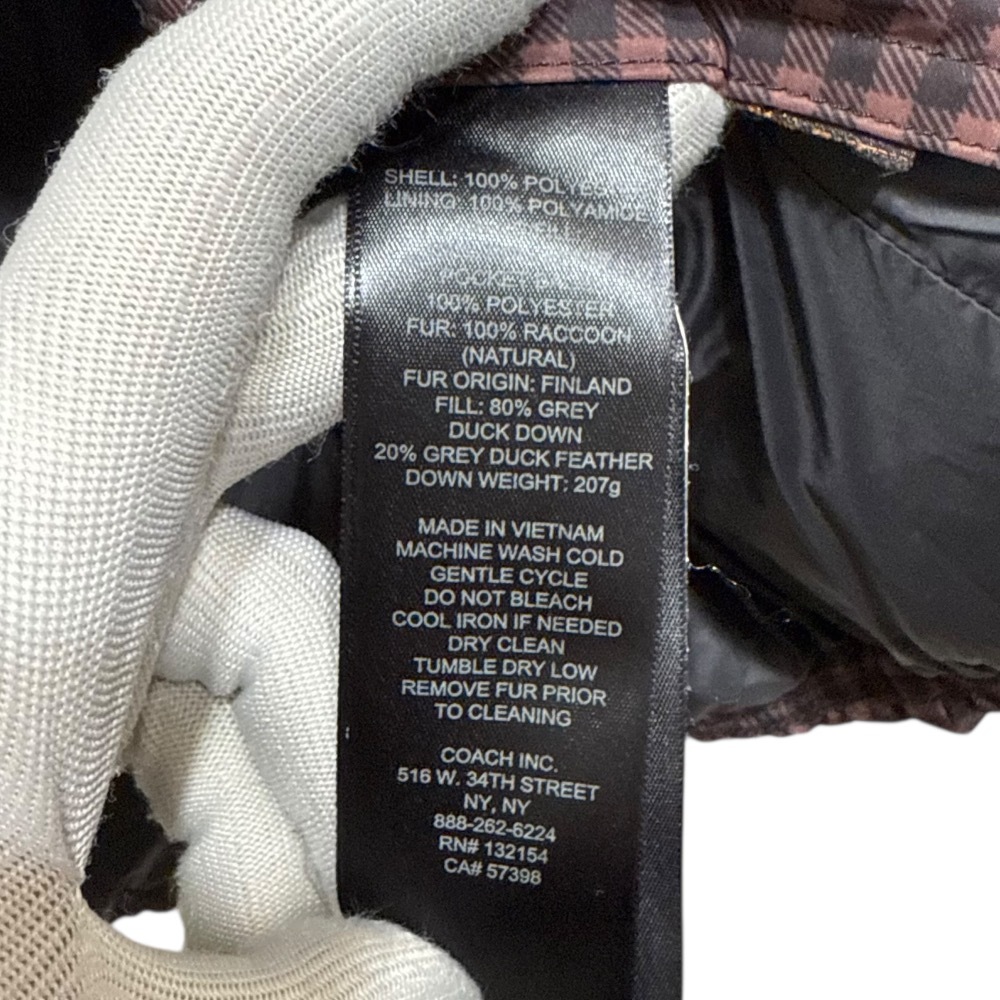 SHELL: 100%
LINING: 100% POLYAMIDE
100% POLYESTER
FUR: 100% RACCOON
(NATURAL)
FUR ORIGIN: FINLAND
FILL: 80% GREY
DUCK DOWN
20% GREY DUCK FEATHER
DOWN WEIGHT: 207g
MADE IN VIETNAM
MACHINE WASH COLD
GENTLE CYCLE
DO NOT BLEACH
COOL IRON IF NEEDED
DRY CLEAN
TUMBLE DRY LOW
REMOVE FUR PRIOR
TO CLEANING
COACH INC.
516 W. 34TH STREET
NY, NY
888-262-6224
RN# 132154
CA# 57398